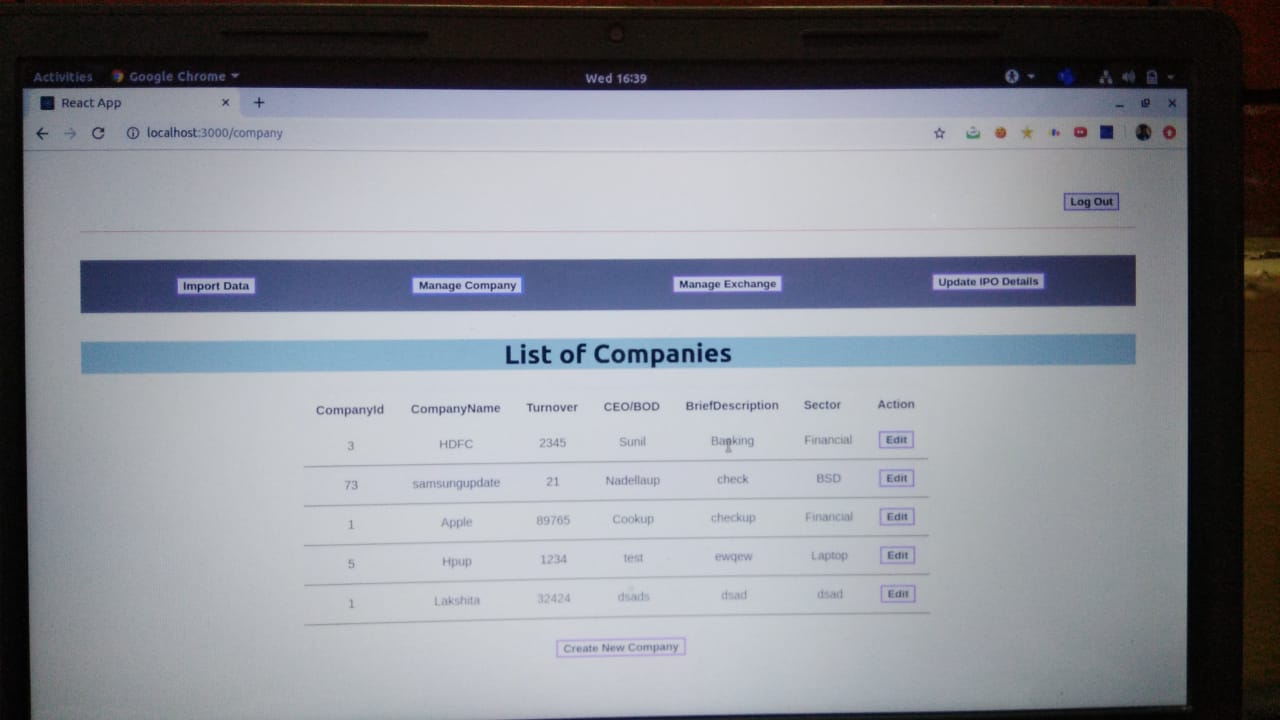 Activities Google Chrome Wed 16:39
React App
localhost:3000/company
Log Out
Import Data Manage Company Manage Exchange Update IPO Details
List of Companies
CompanyId CompanyName Turnover CEO/BOD BriefDescription Sector Action
3 HDFC 2345 Sunil Banking Financial Edit
73 samsungupdate 21 Nadellaup check BSD Edit
1 Apple 89765 Cookup checkup Financial Edit
5 Hpup 1234 test ewqew Laptop Edit
1 Lakshita 32424 dsads dsad dsad Edit
Create New Company